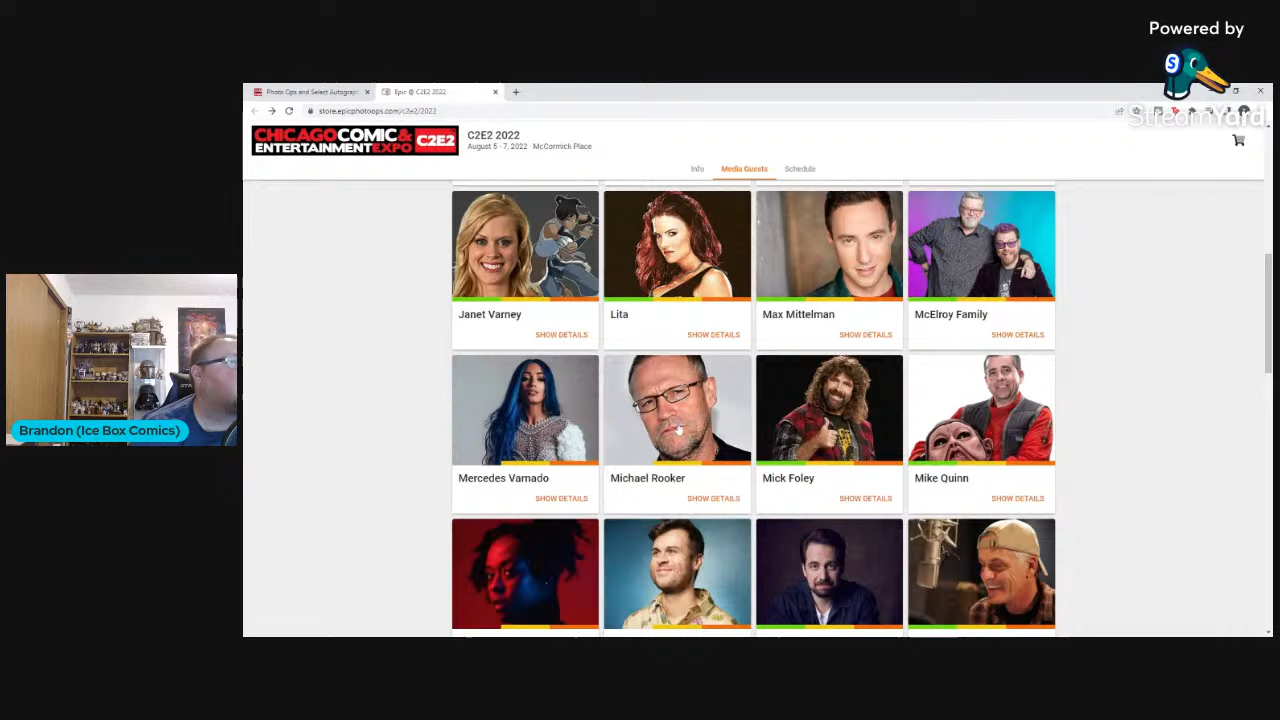 Powered by
S
StreamYard
Photo Ops and Select Autograp
Epic @ C2E2 2022
store.epicphotoops.com/c2e2/2022
CHICAGO COMIC &
ENTERTAINMENT EXPO
C2E2
C2E2 2022
August 5 - 7, 2022 · McCormick Place
Info
Media Guests
Schedule
Janet Varney
SHOW DETAILS
Lita
SHOW DETAILS
Max Mittelman
SHOW DETAILS
McElroy Family
SHOW DETAILS
Mercedes Varnado
SHOW DETAILS
Michael Rooker
SHOW DETAILS
Mick Foley
SHOW DETAILS
Mike Quinn
SHOW DETAILS
Brandon (Ice Box Comics)